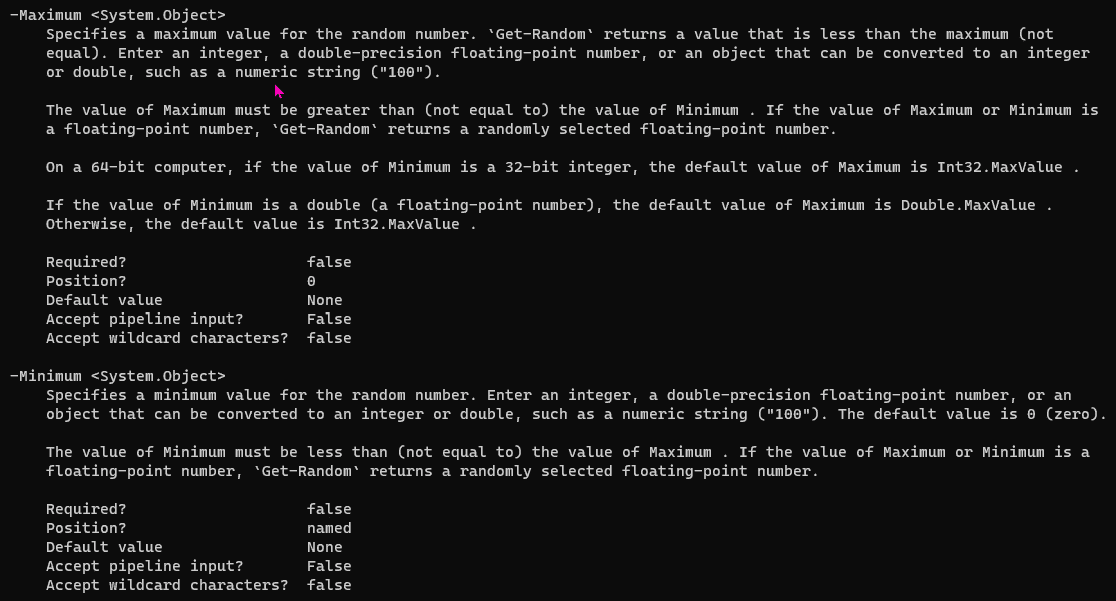 -Maximum <System.Object>
    Specifies a maximum value for the random number. `Get-Random` returns a value that is less than the maximum (not
    equal). Enter an integer, a double-precision floating-point number, or an object that can be converted to an integer
    or double, such as a numeric string ("100").

    The value of Maximum must be greater than (not equal to) the value of Minimum . If the value of Maximum or Minimum is
    a floating-point number, `Get-Random` returns a randomly selected floating-point number.

    On a 64-bit computer, if the value of Minimum is a 32-bit integer, the default value of Maximum is Int32.MaxValue .

    If the value of Minimum is a double (a floating-point number), the default value of Maximum is Double.MaxValue .
    Otherwise, the default value is Int32.MaxValue .

    Required?                    false
    Position?                    0
    Default value                None
    Accept pipeline input?       False
    Accept wildcard characters?  false

-Minimum <System.Object>
    Specifies a minimum value for the random number. Enter an integer, a double-precision floating-point number, or an
    object that can be converted to an integer or double, such as a numeric string ("100"). The default value is 0 (zero).

    The value of Minimum must be less than (not equal to) the value of Maximum . If the value of Maximum or Minimum is a
    floating-point number, `Get-Random` returns a randomly selected floating-point number.

    Required?                    false
    Position?                    named
    Default value                None
    Accept pipeline input?       False
    Accept wildcard characters?  false